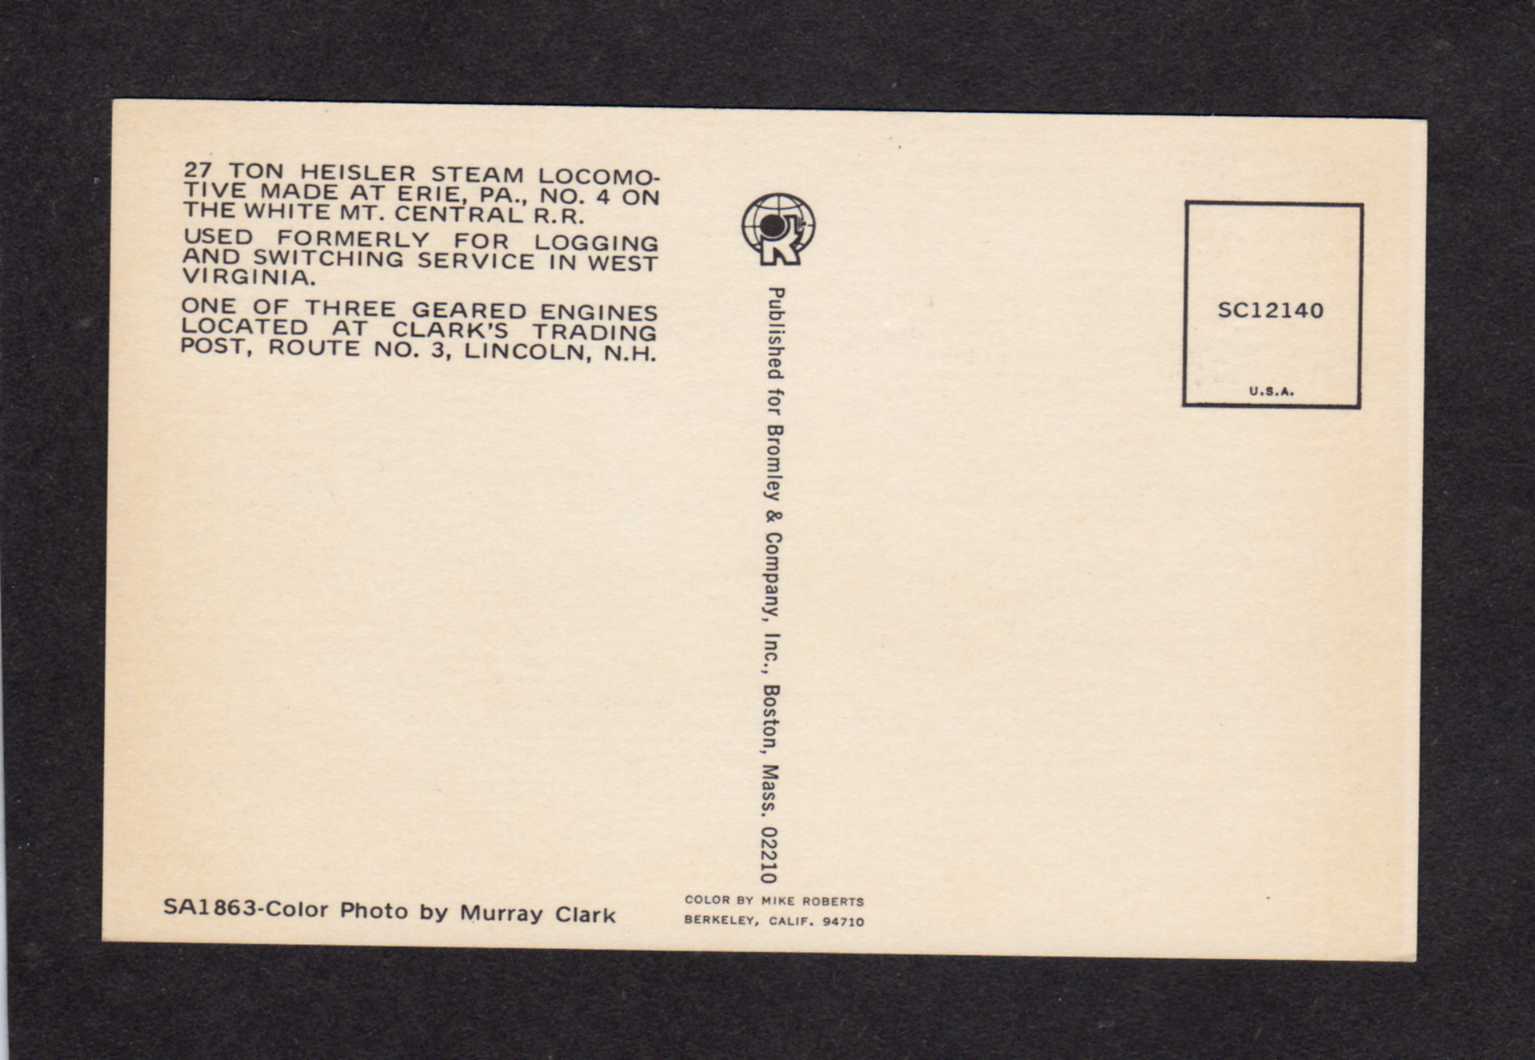 27 TON HEISLER STEAM LOCOMO-
TIVE MADE AT ERIE, PA., NO. 4 ON
THE WHITE MT. CENTRAL R.R.
USED FORMERLY FOR LOGGING
AND SWITCHING SERVICE IN WEST
VIRGINIA.
ONE OF THREE GEARED ENGINES
LOCATED AT CLARK'S TRADING
POST, ROUTE NO. 3, LINCOLN, N.H.
SA1863-Color Photo by Murray Clark
Published for Bromley & Company, Inc., Boston, Mass. 02210
COLOR BY MIKE ROBERTS
BERKELEY, CALIF. 94710
SC12140
U.S.A.